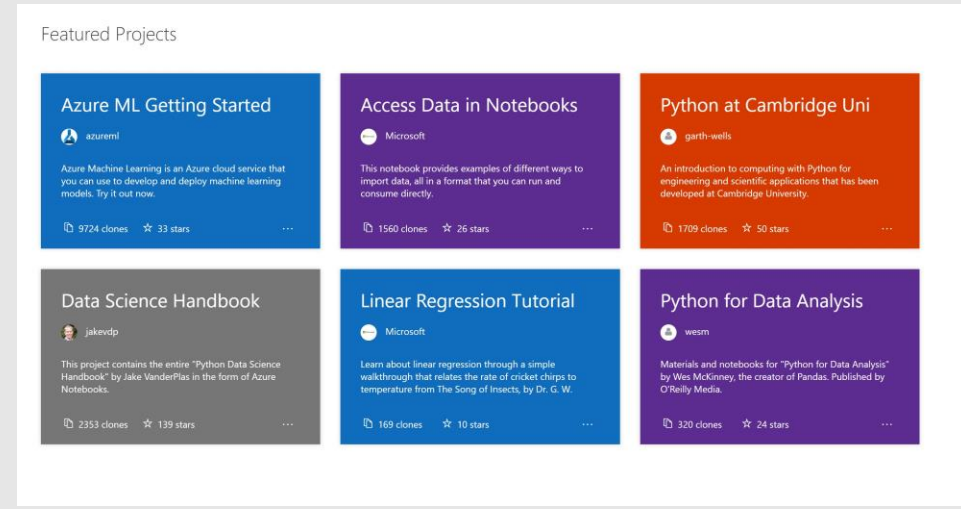 Featured Projects
Azure ML Getting Started
azureml
Azure Machine Learning is an Azure cloud service that
you can use to develop and deploy machine learning
models. Try it out now.
9724 clones 33 stars
Access Data in Notebooks
Microsoft
This notebook provides examples of different ways to
import data, all in a format that you can run and
consume directly.
1560 clones 26 stars
Python at Cambridge Uni
garth-wells
An introduction to computing with Python for
engineering and scientific applications that has been
developed at Cambridge University.
1709 clones 50 stars
Data Science Handbook
jakevdp
This project contains the entire "Python Data Science
Handbook" by Jake VanderPlas in the form of Azure
Notebooks.
2353 clones 139 stars
Linear Regression Tutorial
Microsoft
Learn about linear regression through a simple
walkthrough that relates the rate of cricket chirps to
temperature from The Song of Insects, by Dr. G. W.
169 clones 10 stars
Python for Data Analysis
wesm
Materials and notebooks for "Python for Data Analysis"
by Wes McKinney, the creator of Pandas. Published by
O'Reilly Media.
320 clones 24 stars